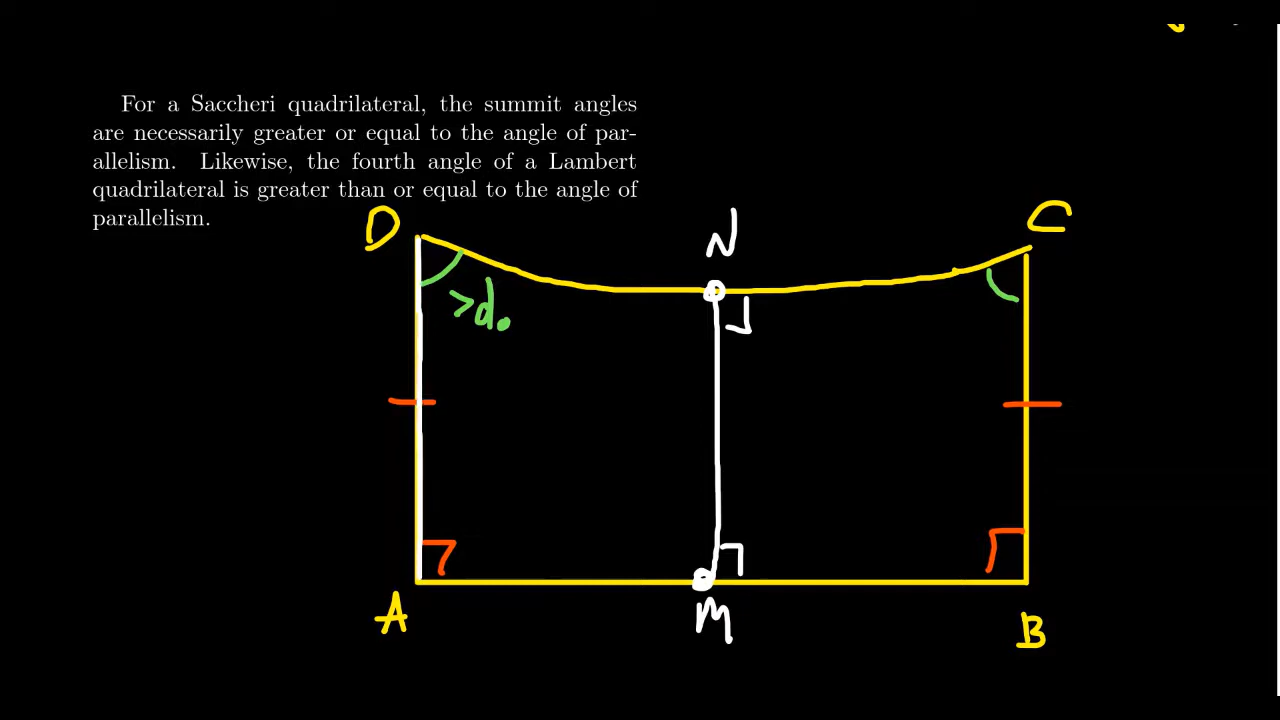 For a Saccheri quadrilateral, the summit angles
are necessarily greater or equal to the angle of par-
allelism. Likewise, the fourth angle of a Lambert
quadrilateral is greater than or equal to the angle of
parallelism.
D N C
>d.
A M B